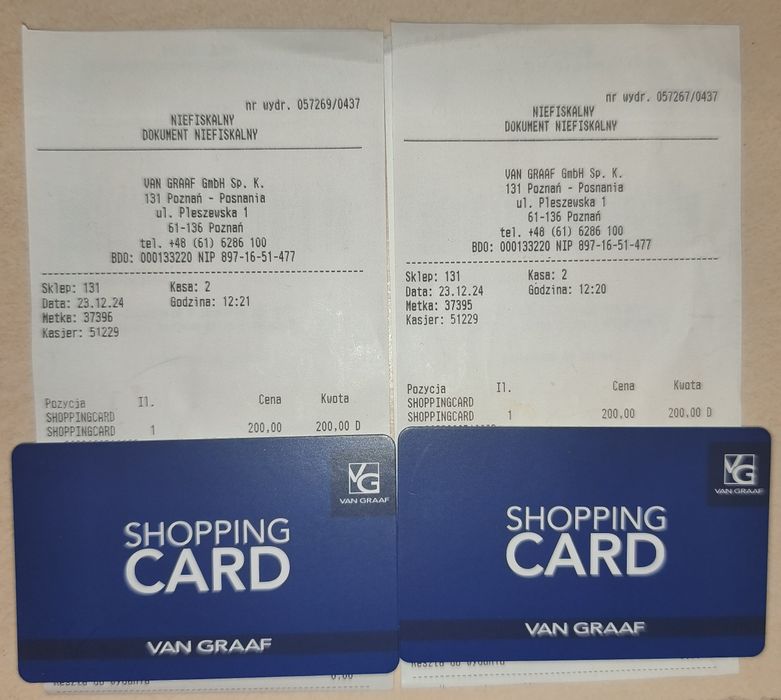 nr wydr. 057269/0437
NIEFISKALNY
DOKUMENT NIEFISKALNY
VAN GRAAF GmbH Sp. K.
131 Poznań - Posnania
ul. Pleszewska 1
61-136 Poznań
tel. +48 (61) 6286 100
BDO: 000133220 NIP 897-16-51-477
Sklep: 131 Kasa: 2
Data: 23.12.24 Godzina: 12:21
Metka: 37396
Kasjer: 51229
Pozycja Il. Cena Kwota
SHOPPINGCARD
SHOPPINGCARD 1 200,00 200,00 D
VG
VAN GRAAF
SHOPPING
CARD
VAN GRAAF
0,00
nr wydr. 057267/0437
NIEFISKALNY
DOKUMENT NIEFISKALNY
VAN GRAAF GmbH Sp. K.
131 Poznań - Posnania
ul. Pleszewska 1
61-136 Poznań
tel. +48 (61) 6286 100
BDO: 000133220 NIP 897-16-51-477
Sklep: 131 Kasa: 2
Data: 23.12.24 Godzina: 12:20
Metka: 37395
Kasjer: 51229
Pozycja Il. Cena Kwota
SHOPPINGCARD
SHOPPINGCARD 1 200,00 200,00 D
VG
VAN GRAAF
SHOPPING
CARD
VAN GRAAF
Reszta do wydania